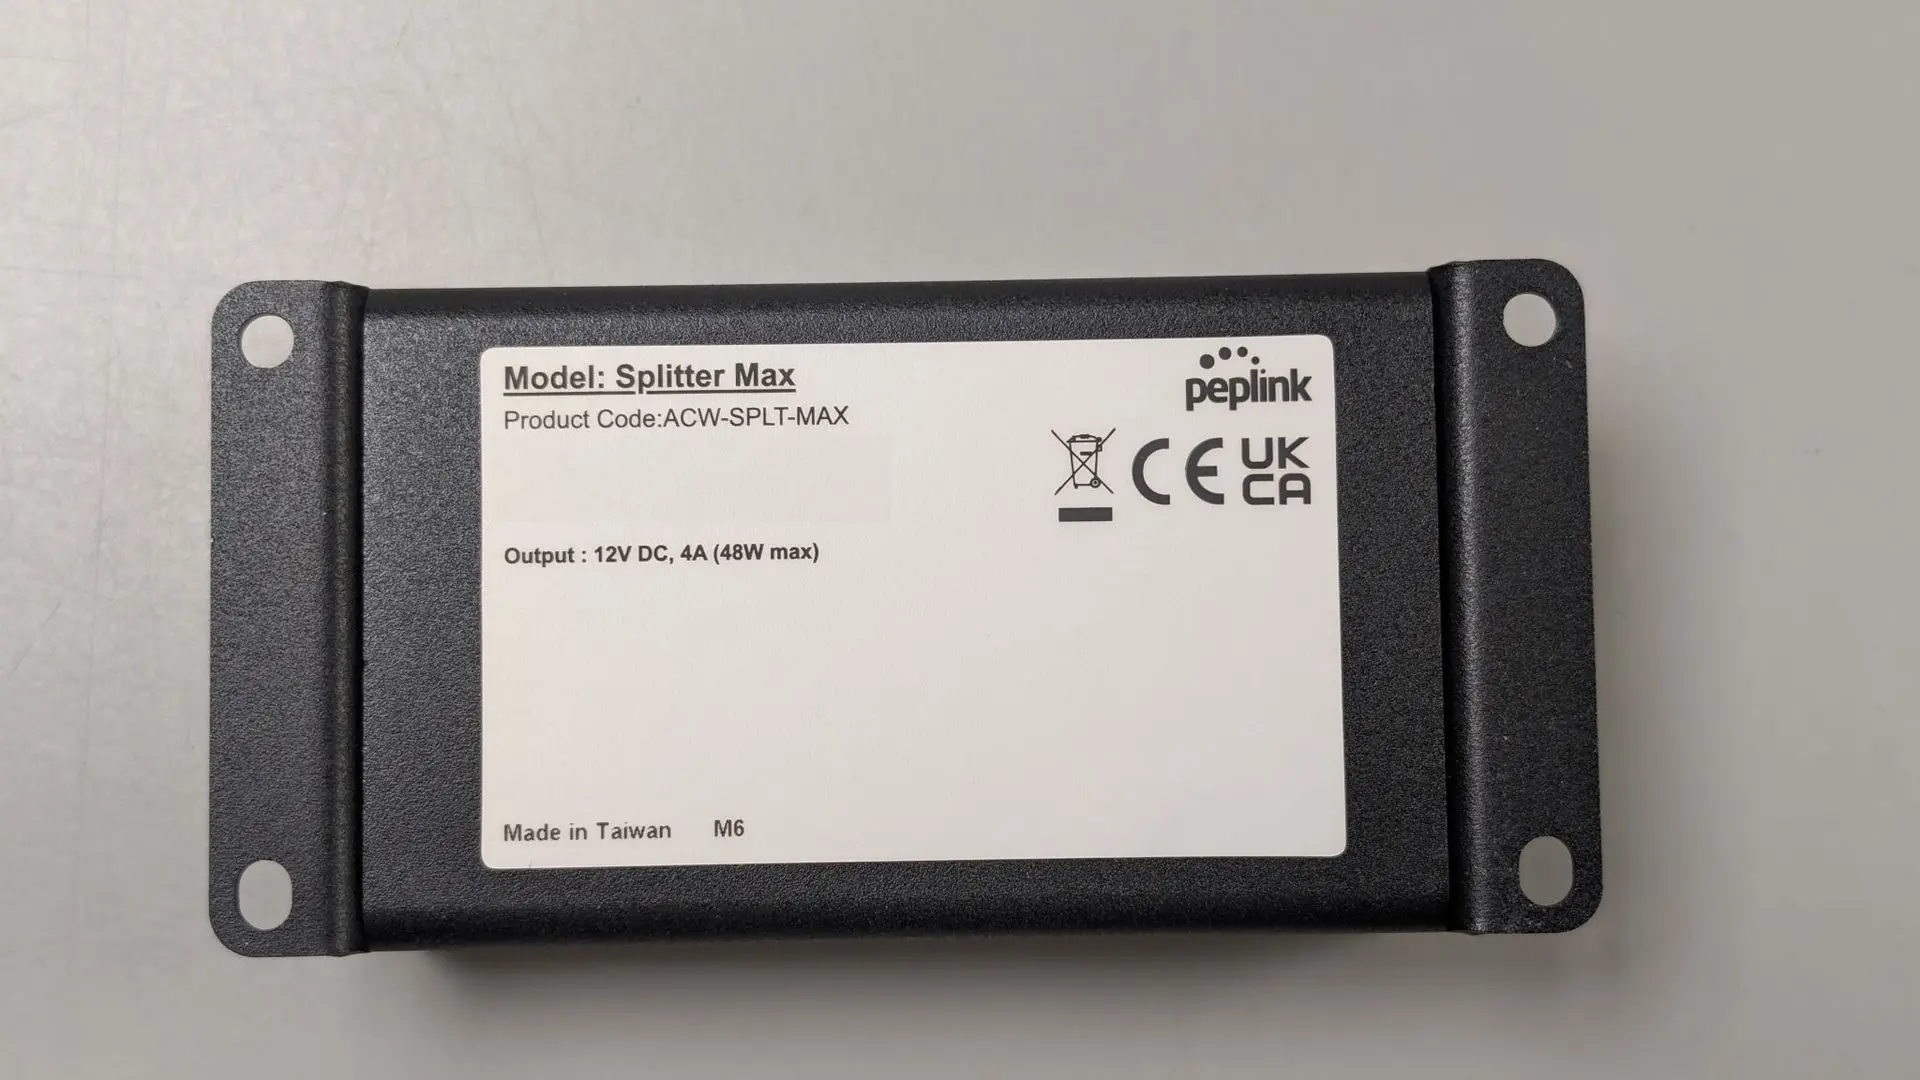 Model: Splitter Max
Product Code:ACW-SPLT-MAX
peplink
CE
UK
CA
Output : 12V DC, 4A (48W max)
Made in Taiwan M6